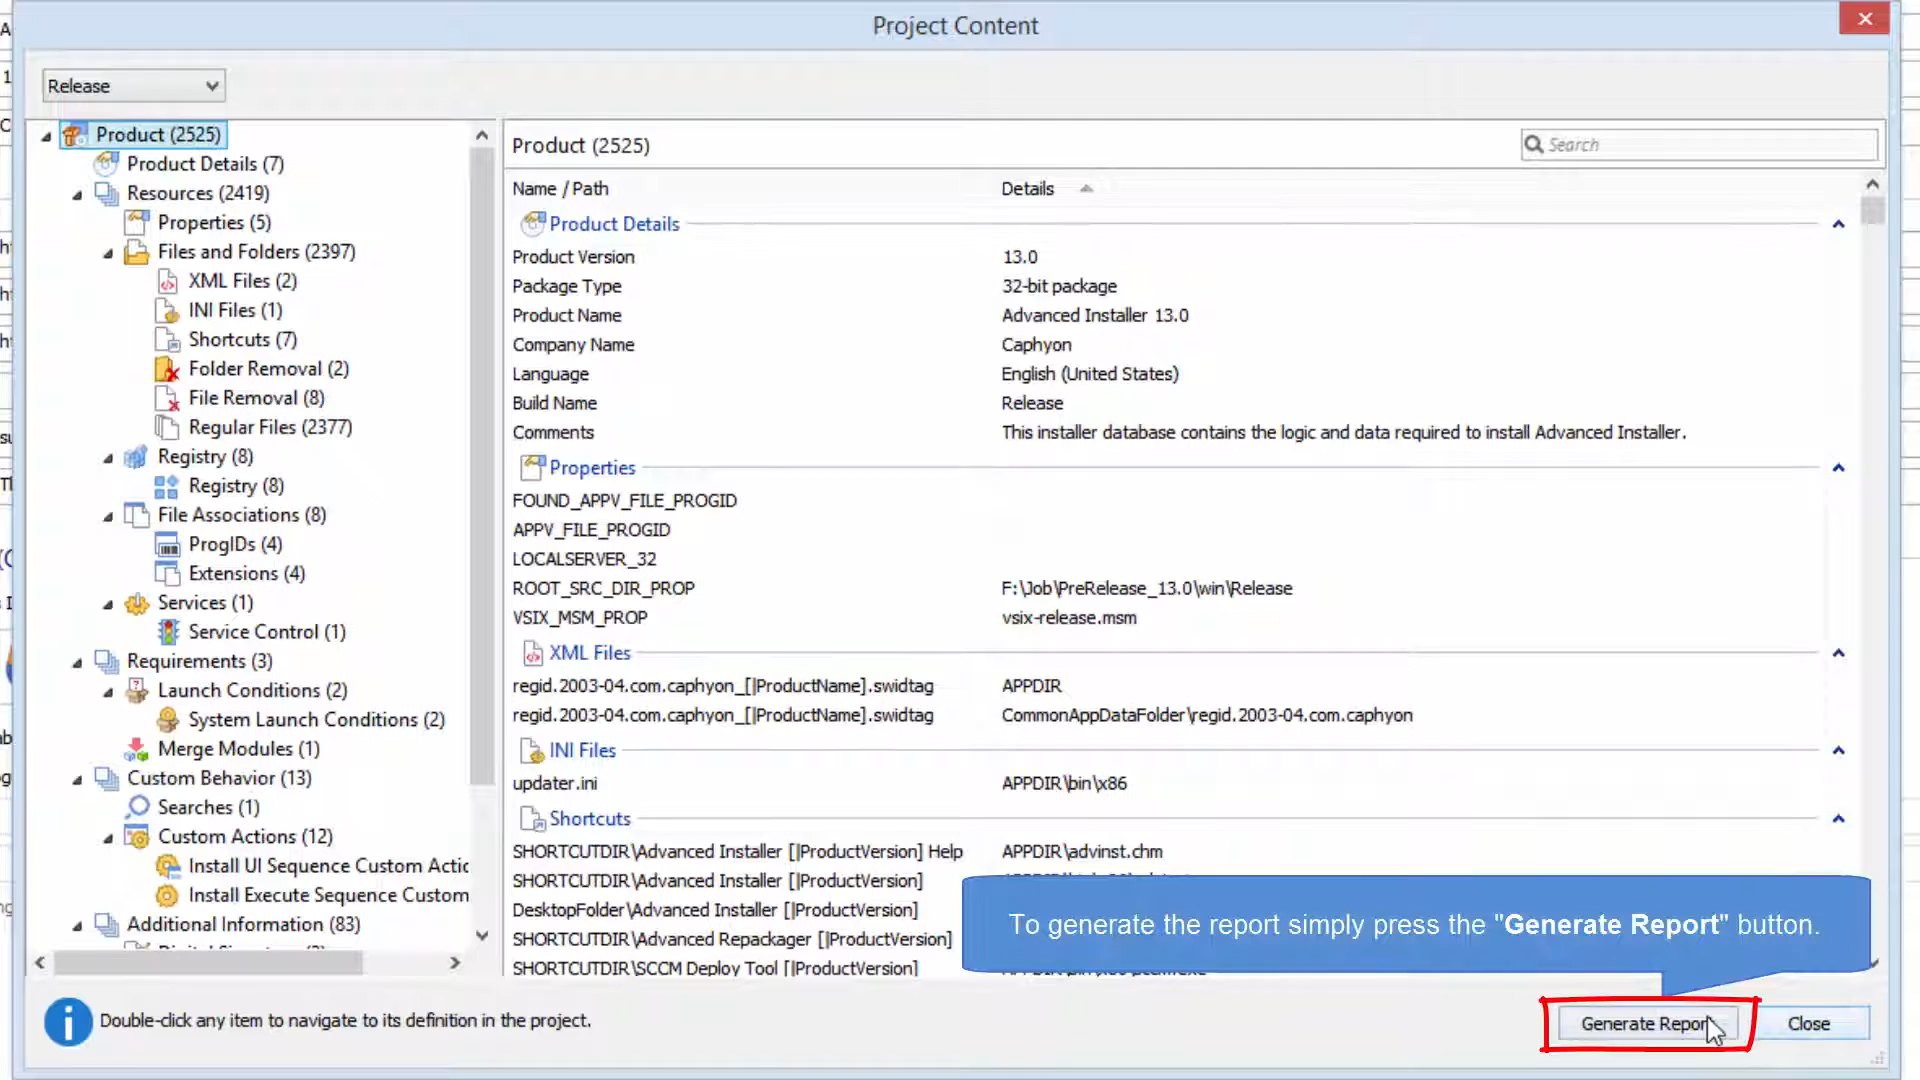 Project Content
Release
Product (2525)
Product Details (7)
Resources (2419)
Properties (5)
Files and Folders (2397)
XML Files (2)
INI Files (1)
Shortcuts (7)
Folder Removal (2)
File Removal (8)
Regular Files (2377)
Registry (8)
Registry (8)
File Associations (8)
ProgIDs (4)
Extensions (4)
Services (1)
Service Control (1)
Requirements (3)
Launch Conditions (2)
System Launch Conditions (2)
Merge Modules (1)
Custom Behavior (13)
Searches (1)
Custom Actions (12)
Install UI Sequence Custom Actic
Install Execute Sequence Custom
Additional Information (83)
Product (2525)
Search
Name / Path Details
Product Details
Product Version 13.0
Package Type 32-bit package
Product Name Advanced Installer 13.0
Company Name Caphyon
Language English (United States)
Build Name Release
Comments This installer database contains the logic and data required to install Advanced Installer.
Properties
FOUND_APPV_FILE_PROGID
APPV_FILE_PROGID
LOCALSERVER_32
ROOT_SRC_DIR_PROP F:\Job\PreRelease_13.0\win\Release
VSIX_MSM_PROP vsix-release.msm
XML Files
regid.2003-04.com.caphyon_[|ProductName].swidtag APPDIR
regid.2003-04.com.caphyon_[|ProductName].swidtag CommonAppDataFolder\regid.2003-04.com.caphyon
INI Files
updater.ini APPDIR\bin\x86
Shortcuts
SHORTCUTDIR\Advanced Installer [|ProductVersion] Help APPDIR\advinst.chm
SHORTCUTDIR\Advanced Installer [|ProductVersion]
DesktopFolder\Advanced Installer [|ProductVersion]
SHORTCUTDIR\Advanced Repackager [|ProductVersion]
SHORTCUTDIR\SCCM Deploy Tool [|ProductVersion]
To generate the report simply press the "Generate Report" button.
Double-click any item to navigate to its definition in the project.
Generate Report
Close